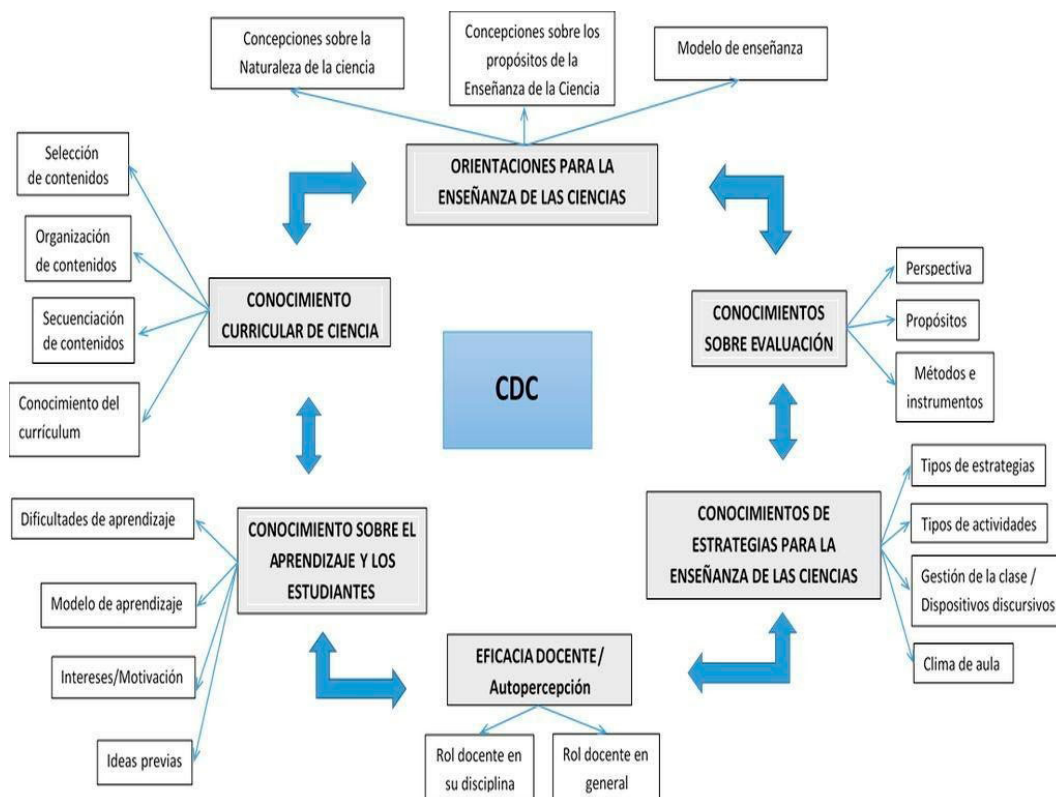 Concepciones sobre la
Naturaleza de la ciencia
Concepciones sobre los
propósitos de la
Enseñanza de la Ciencia
Modelo de enseñanza
ORIENTACIONES PARA LA
ENSEÑANZA DE LAS CIENCIAS
Selección
de contenidos
Organización
de contenidos
Secuenciación
de contenidos
Conocimiento del
currículum
CONOCIMIENTO
CURRICULAR DE CIENCIA
CDC
CONOCIMIENTOS
SOBRE EVALUACIÓN
Perspectiva
Propósitos
Métodos e
instrumentos
Dificultades de aprendizaje
Modelo de aprendizaje
Intereses/Motivación
Ideas previas
CONOCIMIENTO SOBRE EL
APRENDIZAJE Y LOS
ESTUDIANTES
CONOCIMIENTOS DE
ESTRATEGIAS PARA LA
ENSEÑANZA DE LAS CIENCIAS
Tipos de estrategias
Tipos de actividades
Gestión de la clase /
Dispositivos discursivos
Clima de aula
EFICACIA DOCENTE/
Autopercepción
Rol docente en
su disciplina
Rol docente en
general